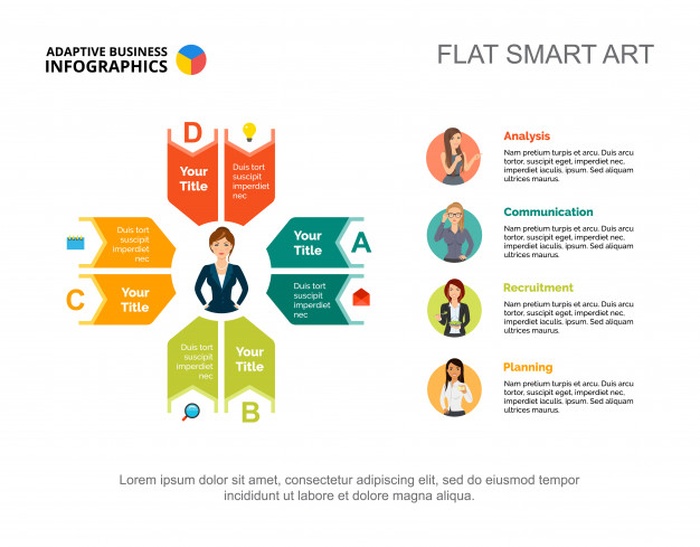 ADAPTIVE BUSINESS
INFOGRAPHICS
FLAT SMART ART
D
Your
Title
Duis tort
suscipit
imperdiet
nec
Duis tort
suscipit
imperdiet
nec
Your
Title
A
C
Your
Title
Duis tort
suscipit
imperdiet
nec
Duis tort
suscipit
imperdiet
nec
Your
Title
B
Analysis
Nam pretium turpis et arcu. Duis arcu
tortor, suscipit eget, imperdiet nec,
imperdiet iaculis, ipsum. Sed aliquam
ultrices mauris.
Communication
Nam pretium turpis et arcu. Duis arcu
tortor, suscipit eget, imperdiet nec,
imperdiet iaculis, ipsum. Sed aliquam
ultrices mauris.
Recruitment
Nam pretium turpis et arcu. Duis arcu
tortor, suscipit eget, imperdiet nec,
imperdiet iaculis, ipsum. Sed aliquam
ultrices mauris.
Planning
Nam pretium turpis et arcu. Duis arcu
tortor, suscipit eget, imperdiet nec,
imperdiet iaculis, ipsum. Sed aliquam
ultrices mauris.
Lorem ipsum dolor sit amet, consectetur adipiscing elit, sed do eiusmod tempor
incididunt ut labore et dolore magna aliqua.